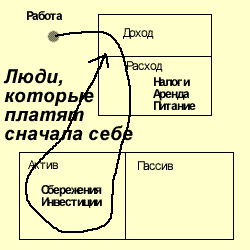 Работа
Доход
Расход
Налоги
Аренда
Питание
Люди,
которые
платят
сначала себе
Актив
Пассив
Сбережения
Инвестиции